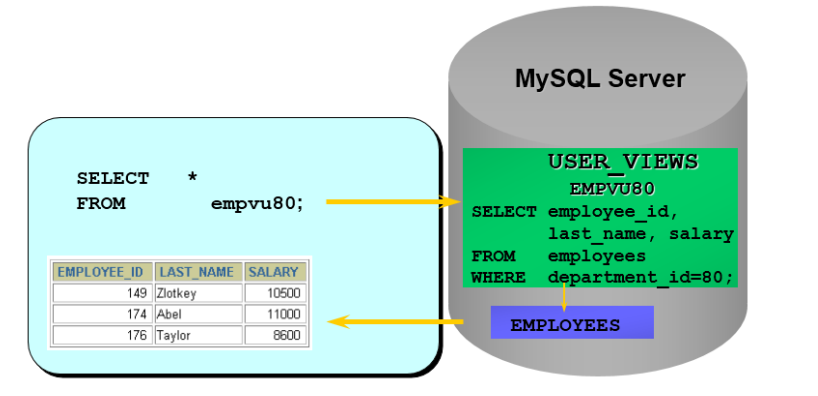 MySQL Server
SELECT *
FROM empvu80;
USER_VIEWS
EMPVU80
SELECT employee_id,
last_name, salary
FROM employees
WHERE department_id=80;
EMPLOYEES
EMPLOYEE_ID LAST_NAME SALARY
149 Zlotkey 10500
174 Abel 11000
176 Taylor 8600